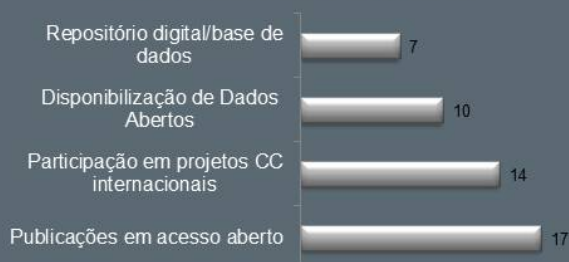 Repositório digital/base de
dados
7
Disponibilização de Dados
Abertos
10
Participação em projetos CC
internacionais
14
Publicações em acesso aberto
17